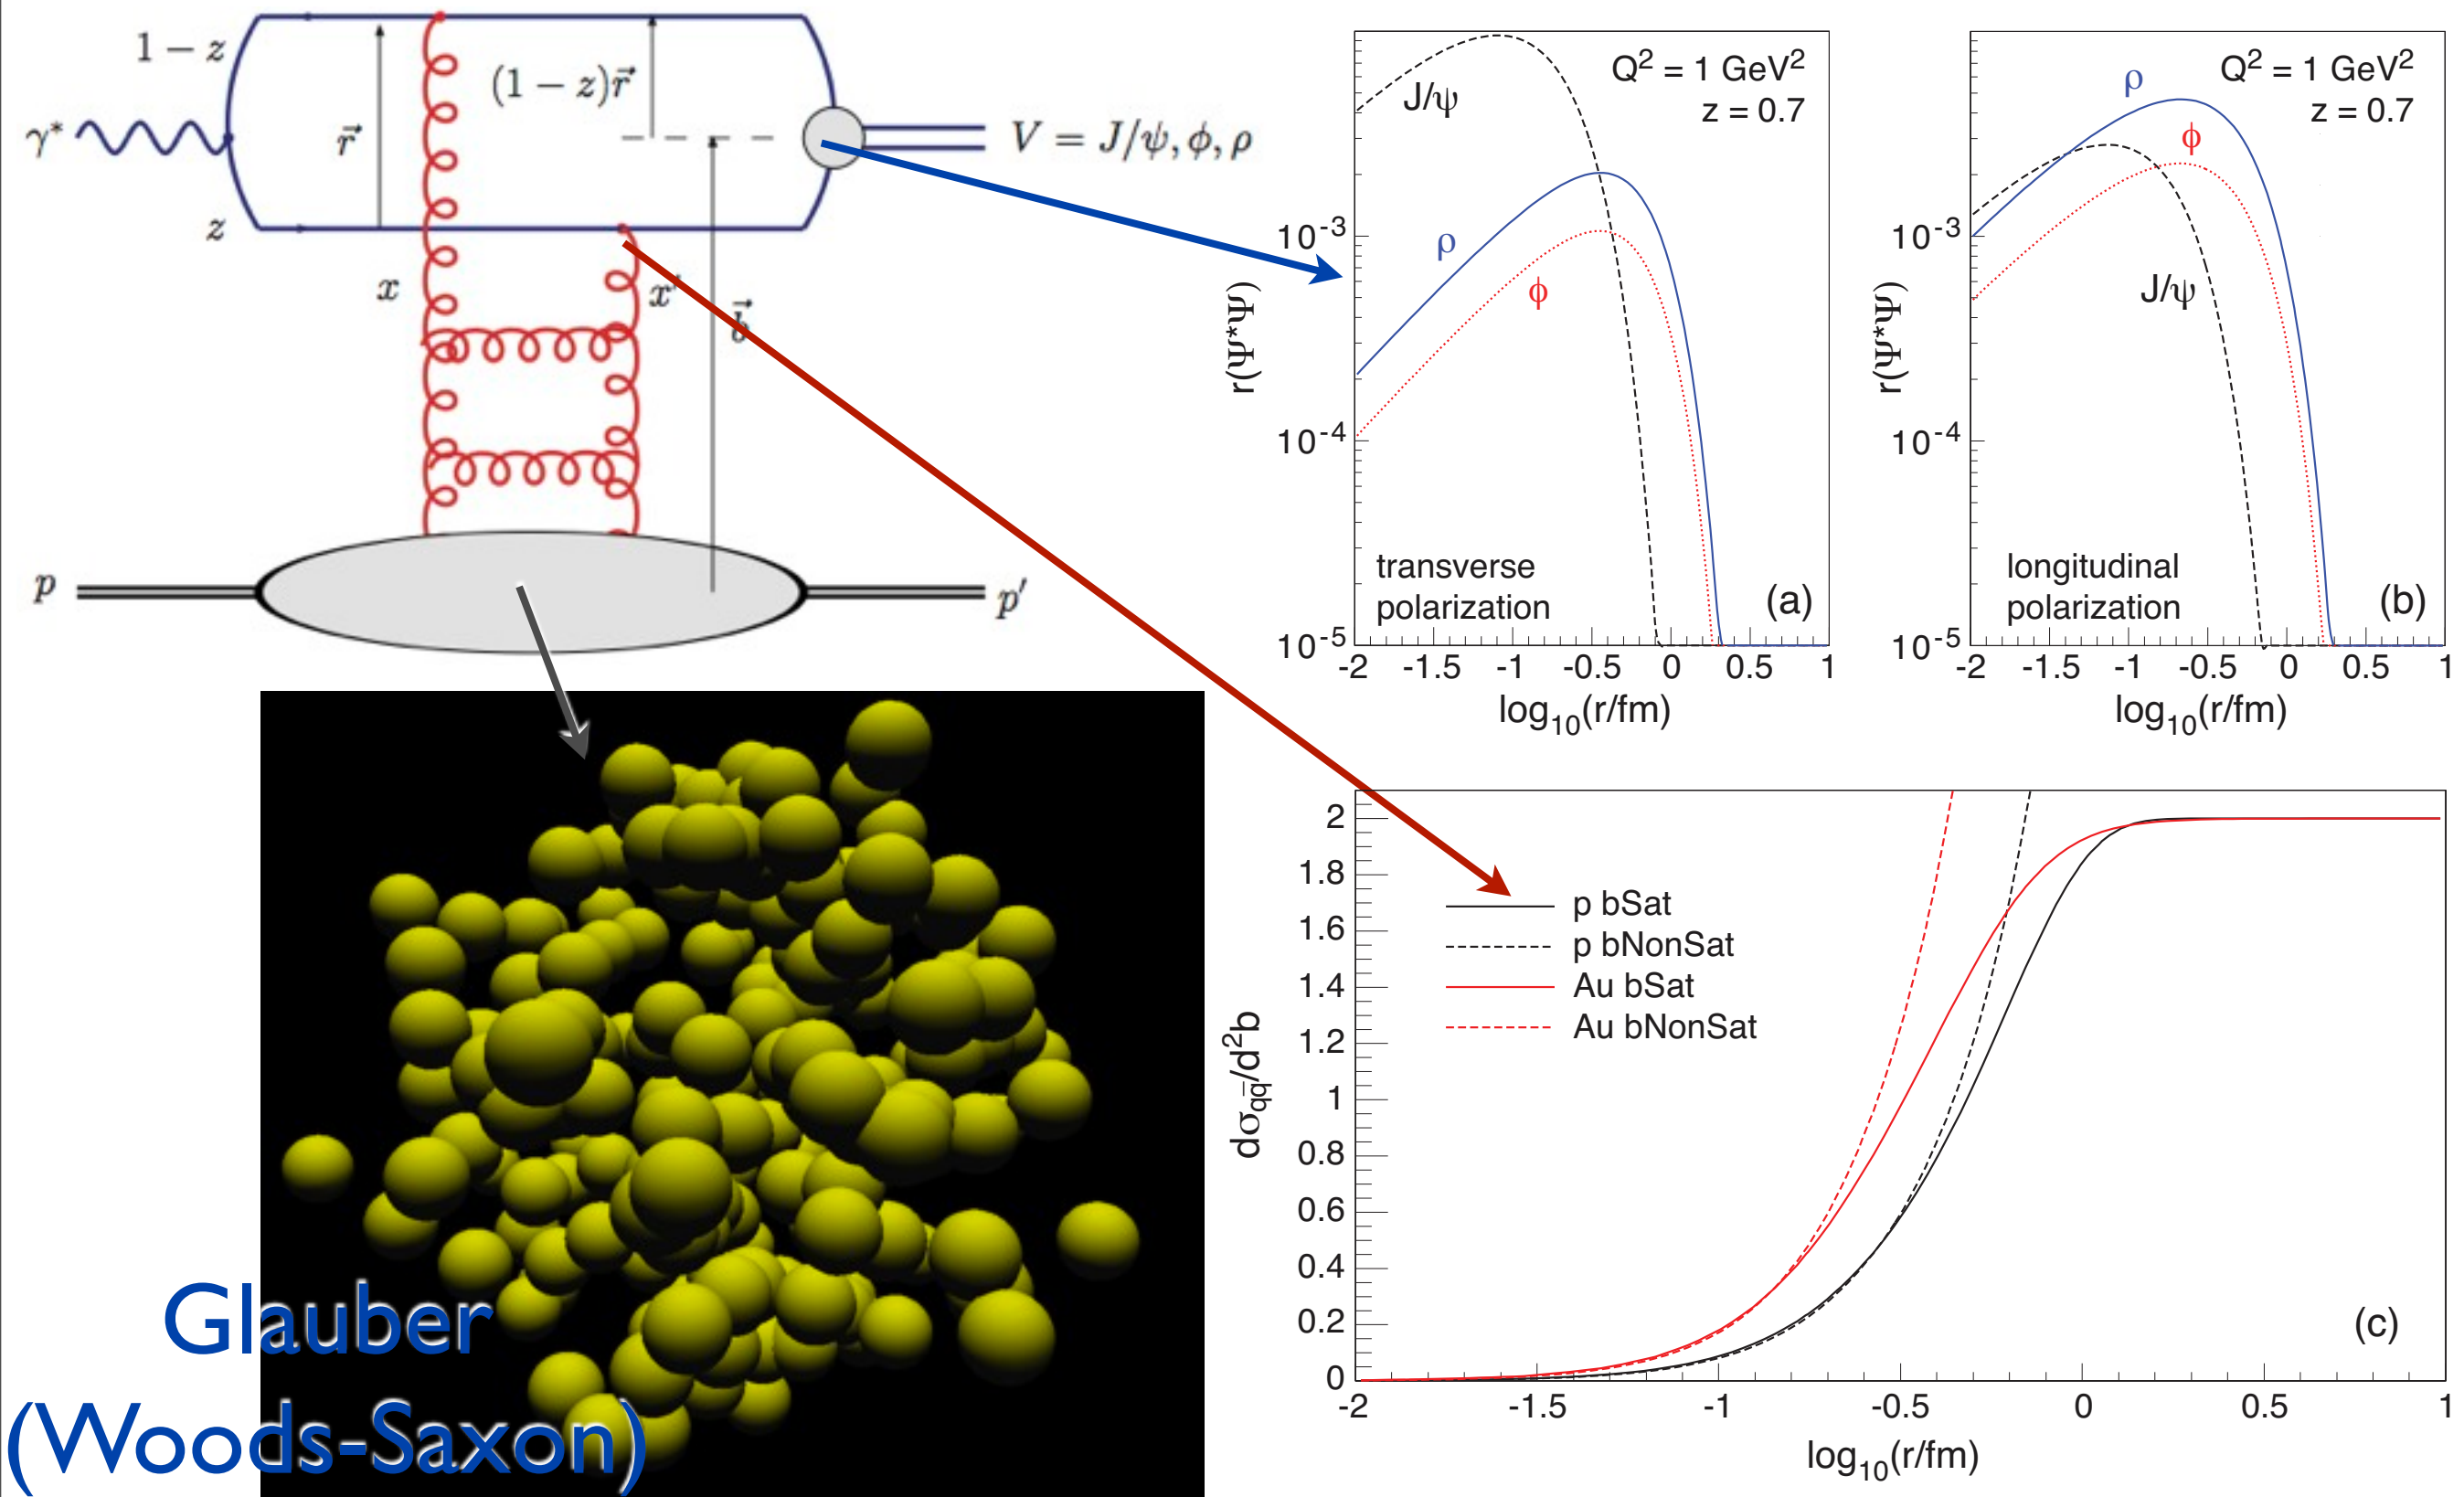 1 − z
(1 − z)r⃗
γ*
r⃗
V = J/ψ, ϕ, ρ
z
x
x'
b⃗
p
p′
Glauber
(Woods-Saxon)
Q² = 1 GeV²
z = 0.7
J/ψ
ρ
ϕ
r(Ψ*Ψ)
10⁻³
10⁻⁴
10⁻⁵
transverse
polarization
(a)
-2 -1.5 -1 -0.5 0 0.5 1
log₁₀(r/fm)
Q² = 1 GeV²
z = 0.7
ρ
ϕ
J/ψ
r(Ψ*Ψ)
10⁻³
10⁻⁴
10⁻⁵
longitudinal
polarization
(b)
-2 -1.5 -1 -0.5 0 0.5 1
log₁₀(r/fm)
dσqq̅/d²b
2
1.8
1.6
1.4
1.2
1
0.8
0.6
0.4
0.2
0
p bSat
p bNonSat
Au bSat
Au bNonSat
(c)
-2 -1.5 -1 -0.5 0 0.5 1
log₁₀(r/fm)